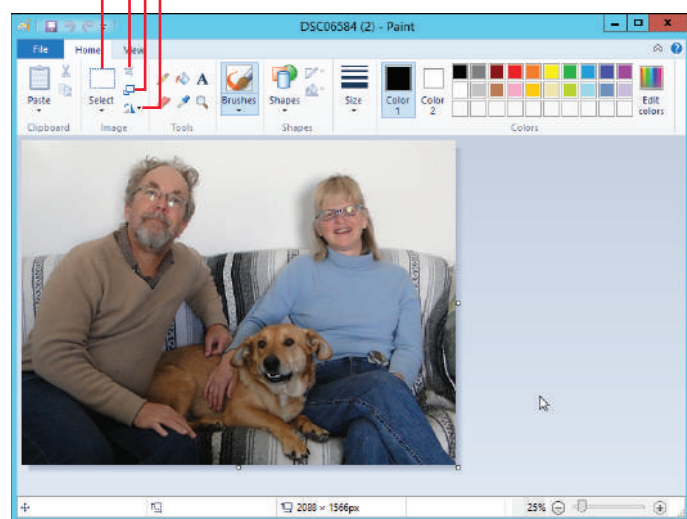 DSC06584 (2) - Paint
File Home View
Paste Select Brushes Shapes Size Color 1 Color 2 Edit colors
Clipboard Image Tools Shapes Colors
2088 × 1566px 25%